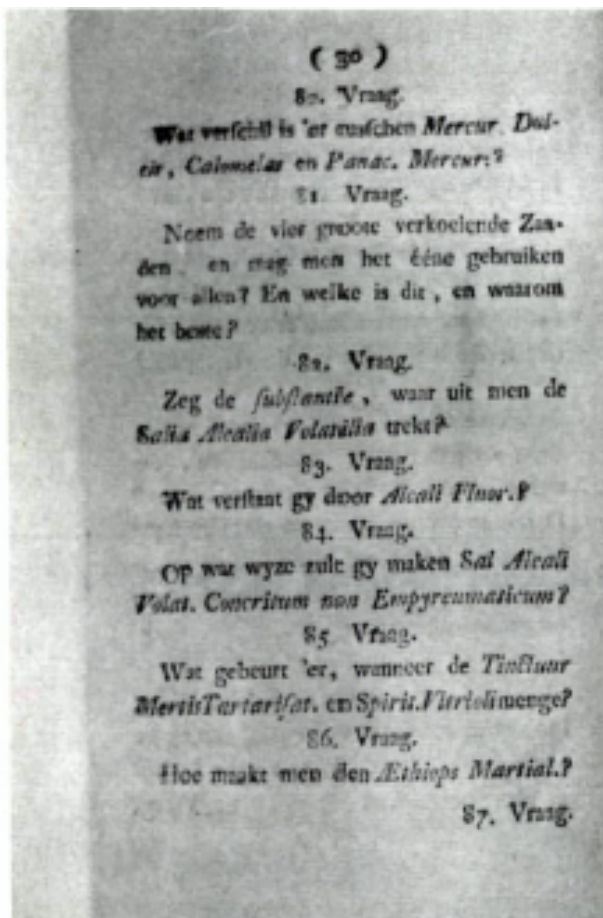 ( 30 )
80. Vraag.
Wat verſchil is 'er tusſchen Mercur. Dul-
cis, Calomelas en Panac. Mercur.?
81. Vraag.
Neem de vier groote verkoelende Zaa-
den, en mag men het ééne gebruiken
voor allen? En welke is dit, en waarom
het beste?
82. Vraag.
Zeg de ſubſtantie, waar uit men de
Salia Alcalia Volatilia trekt?
83. Vraag.
Wat verſtaat gy door Alcali Fluor.?
84. Vraag.
Op wat wyze zult gy maken Sal Alcali
Volat. Concritum non Empyreumaticum?
85. Vraag.
Wat gebeurt 'er, wanneer de Tinctuur
Mertis Tartariſat. en Spirit. Vitrioli menge?
86. Vraag.
Hoe maakt men den Æthiops Martial.?
87. Vraag.